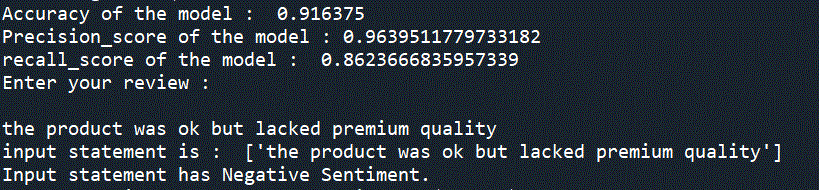 Accuracy of the model :  0.916375
Precision_score of the model : 0.9639511779733182
recall_score of the model :  0.8623666835957339
Enter your review :
the product was ok but lacked premium quality
input statement is :  ['the product was ok but lacked premium quality']
Input statement has Negative Sentiment.